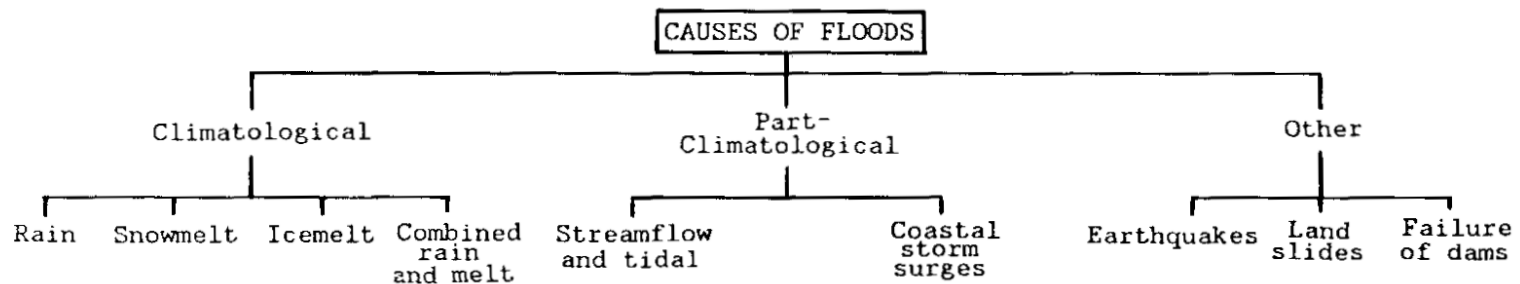 CAUSES OF FLOODS
Climatological
Part-
Climatological
Other
Rain
Snowmelt
Icemelt
Combined
rain
and melt
Streamflow
and tidal
Coastal
storm
surges
Earthquakes
Land
slides
Failure
of dams